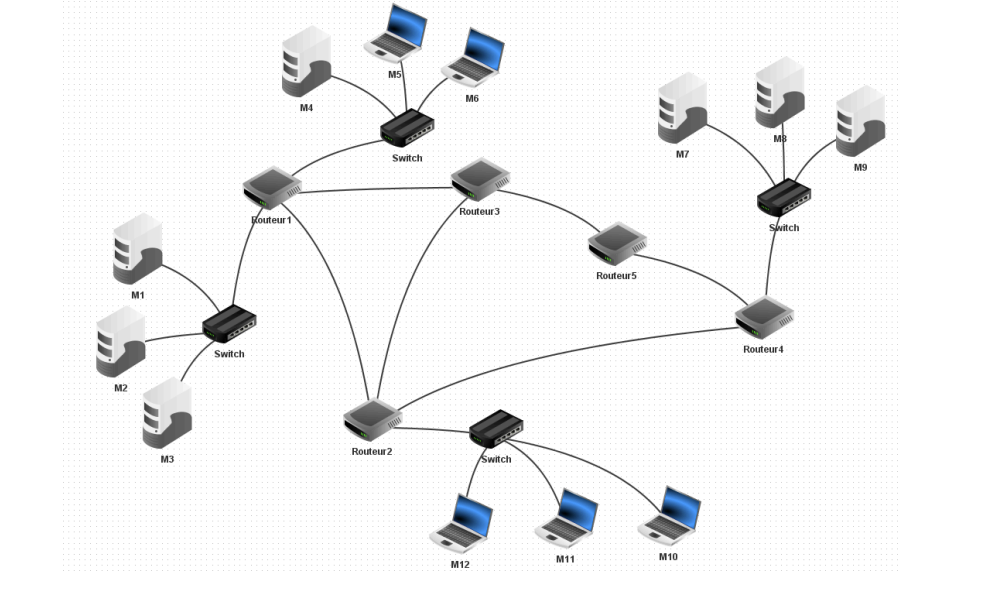 M4
M5
M6
Switch
M7
M8
M9
Switch
Routeur1
Routeur3
Routeur5
M1
M2
M3
Switch
Routeur4
Routeur2
Switch
M12
M11
M10